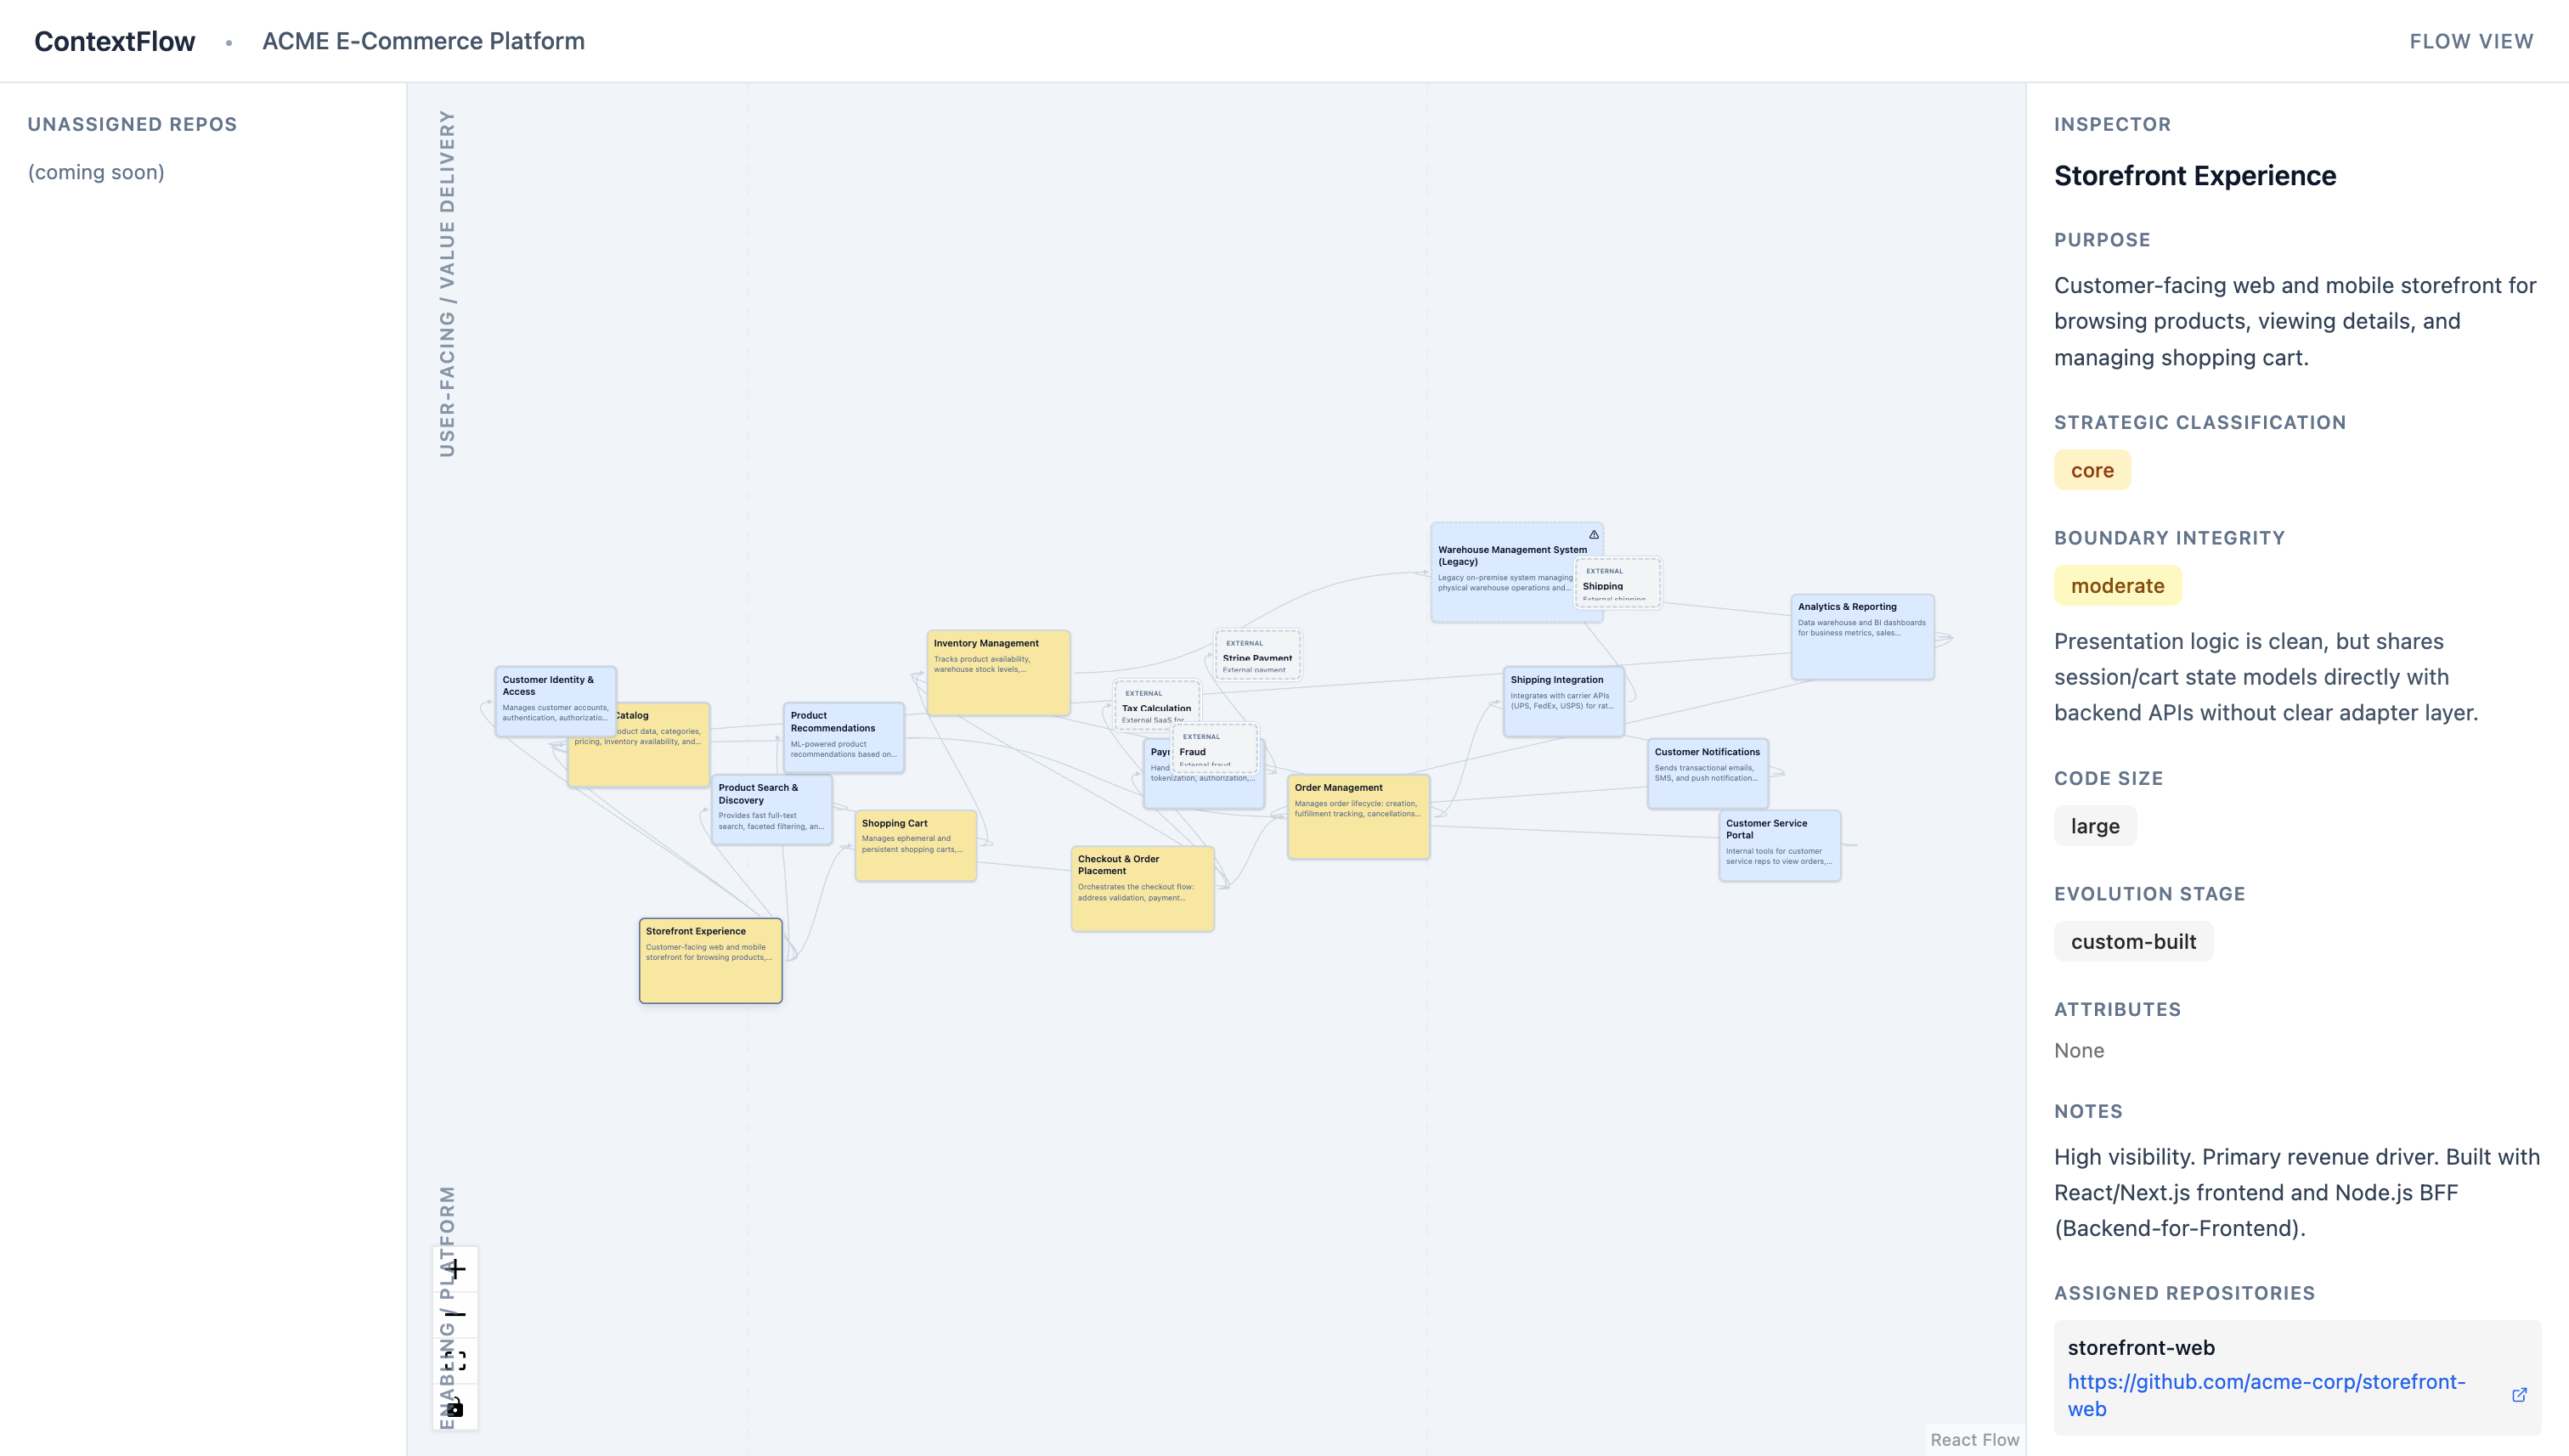 ContextFlow • ACME E-Commerce Platform
FLOW VIEW
UNASSIGNED REPOS
(coming soon)
USER-FACING / VALUE DELIVERY
ENABLING / PLATFORM
Customer Identity &
Access
Manages customer accounts,
authentication, authorizatio...
Catalog
oduct data, categories,
pricing, inventory availability, and...
Product
Recommendations
ML-powered product
recommendations based on...
Product Search &
Discovery
Provides fast full-text
search, faceted filtering, an...
Inventory Management
Tracks product availability,
warehouse stock levels,...
Shopping Cart
Manages ephemeral and
persistent shopping carts,...
Storefront Experience
Customer-facing web and mobile
storefront for browsing products,...
Checkout & Order
Placement
Orchestrates the checkout flow:
address validation, payment...
EXTERNAL
Stripe Payment
External payment
EXTERNAL
Tax Calculation
External SaaS for
EXTERNAL
Fraud
External fraud
Payr
Hand
tokenization, authorization,...
Order Management
Manages order lifecycle: creation,
fulfillment tracking, cancellations...
Warehouse Management System
(Legacy)
Legacy on-premise system managing
physical warehouse operations and...
EXTERNAL
Shipping
External shipping
Shipping Integration
Integrates with carrier APIs
(UPS, FedEx, USPS) for rat...
Analytics & Reporting
Data warehouse and BI dashboards
for business metrics, sales...
Customer Notifications
Sends transactional emails,
SMS, and push notification...
Customer Service
Portal
Internal tools for customer
service reps to view orders,...
React Flow
INSPECTOR
Storefront Experience
PURPOSE
Customer-facing web and mobile storefront for
browsing products, viewing details, and
managing shopping cart.
STRATEGIC CLASSIFICATION
core
BOUNDARY INTEGRITY
moderate
Presentation logic is clean, but shares
session/cart state models directly with
backend APIs without clear adapter layer.
CODE SIZE
large
EVOLUTION STAGE
custom-built
ATTRIBUTES
None
NOTES
High visibility. Primary revenue driver. Built with
React/Next.js frontend and Node.js BFF
(Backend-for-Frontend).
ASSIGNED REPOSITORIES
storefront-web
https://github.com/acme-corp/storefront-
web